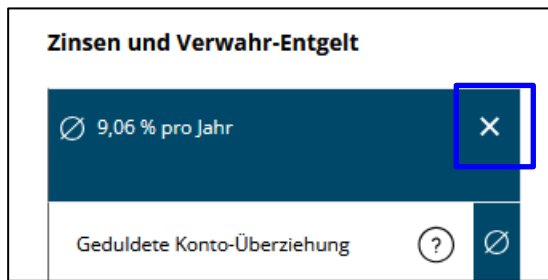 Zinsen und Verwahr-Entgelt
∅ 9,06 % pro Jahr ×
Geduldete Konto-Überziehung ? ∅